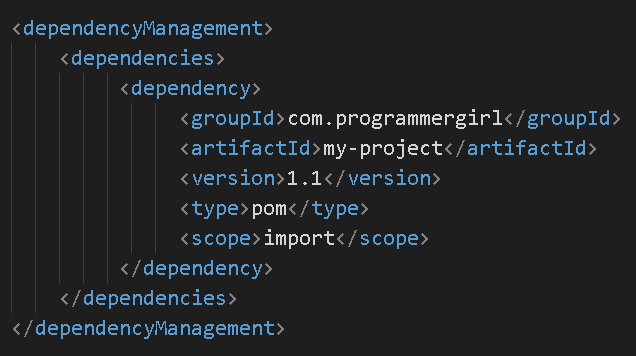 <dependencyManagement>
<dependencies>
<dependency>
<groupId>com.programmergirl</groupId>
<artifactId>my-project</artifactId>
<version>1.1</version>
<type>pom</type>
<scope>import</scope>
</dependency>
</dependencies>
</dependencyManagement>